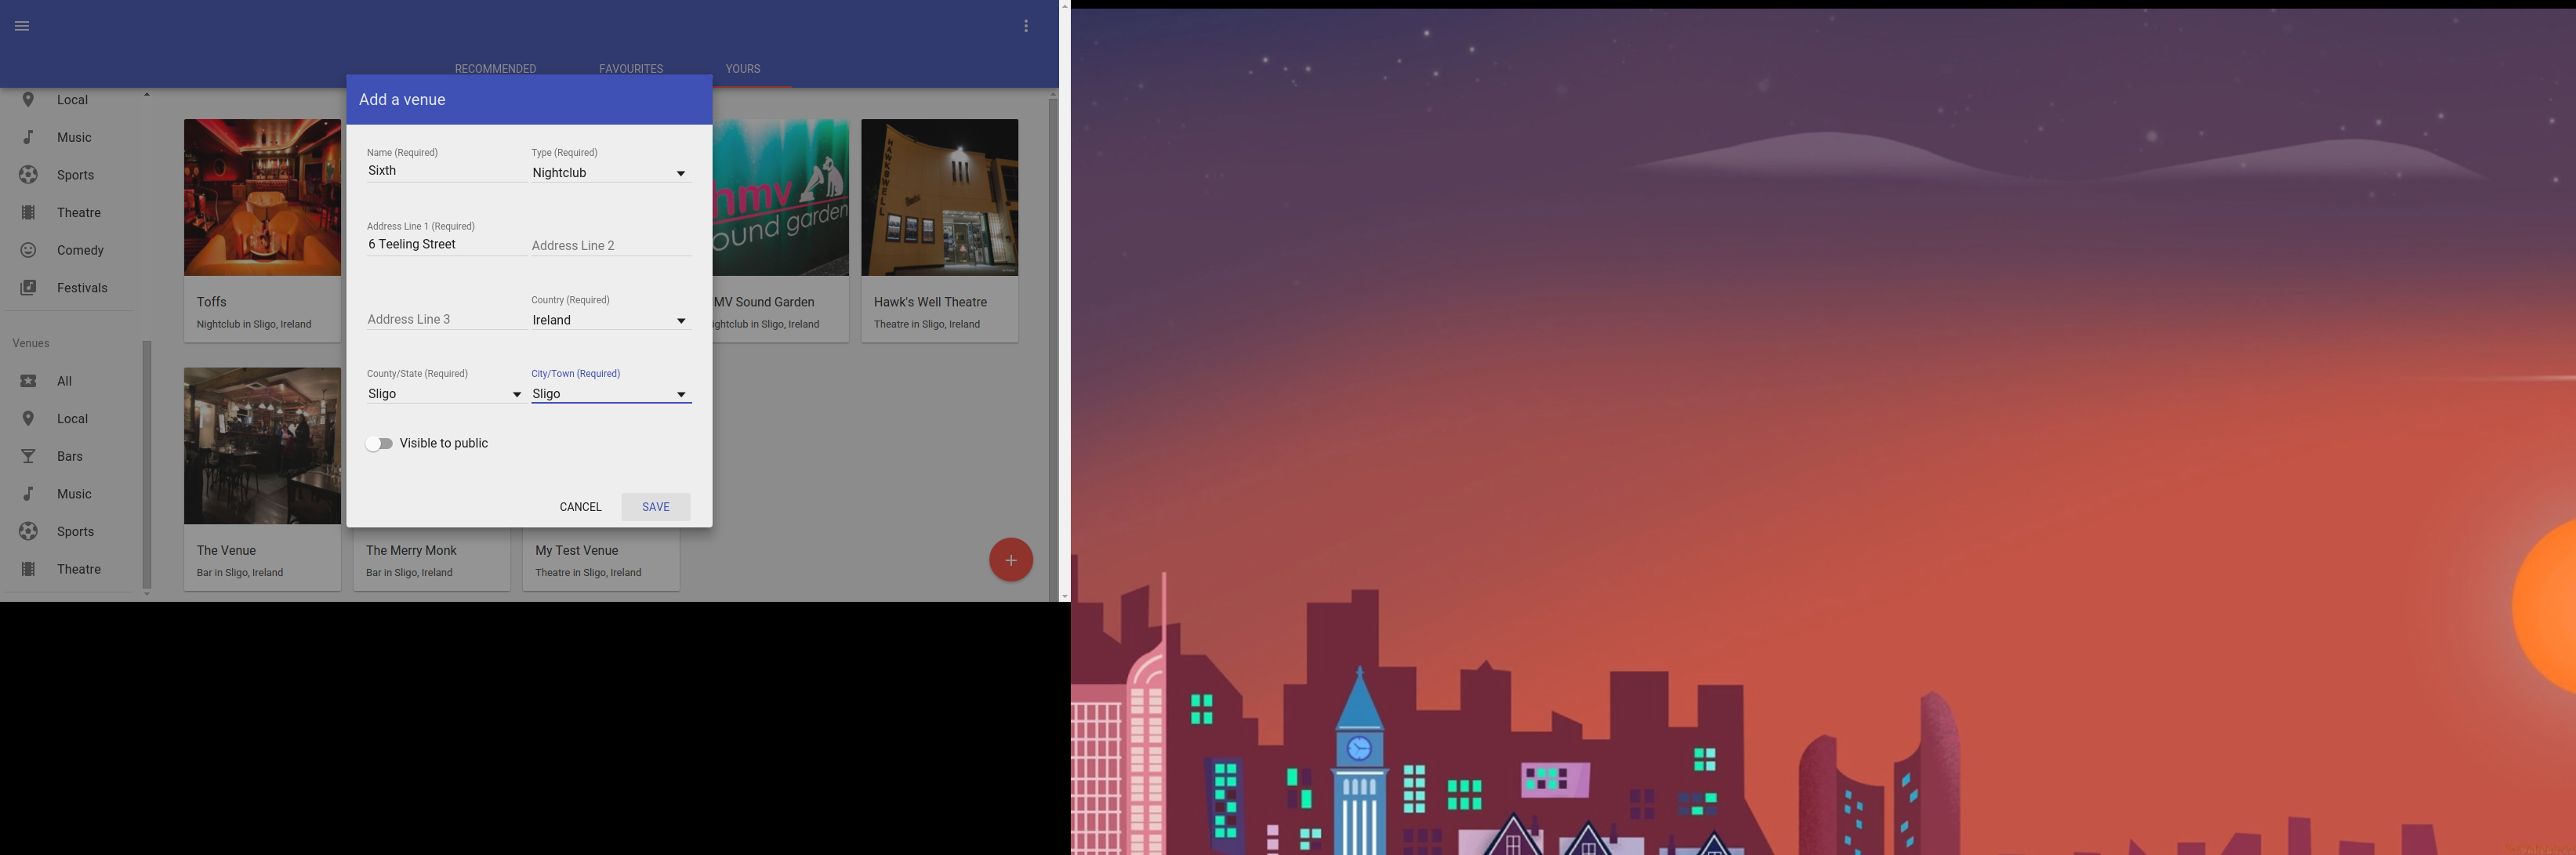 RECOMMENDED
FAVOURITES
YOURS
Local
Music
Sports
Theatre
Comedy
Festivals
Venues
All
Local
Bars
Music
Sports
Theatre
Toffs
Nightclub in Sligo, Ireland
hmv
ound garden
MV Sound Garden
ightclub in Sligo, Ireland
HAWKSWELL
Hawk's Well Theatre
Theatre in Sligo, Ireland
The Venue
Bar in Sligo, Ireland
The Merry Monk
Bar in Sligo, Ireland
My Test Venue
Theatre in Sligo, Ireland
Add a venue
Name (Required)
Sixth
Type (Required)
Nightclub
Address Line 1 (Required)
6 Teeling Street
Address Line 2
Address Line 3
Country (Required)
Ireland
County/State (Required)
Sligo
City/Town (Required)
Sligo
Visible to public
CANCEL
SAVE